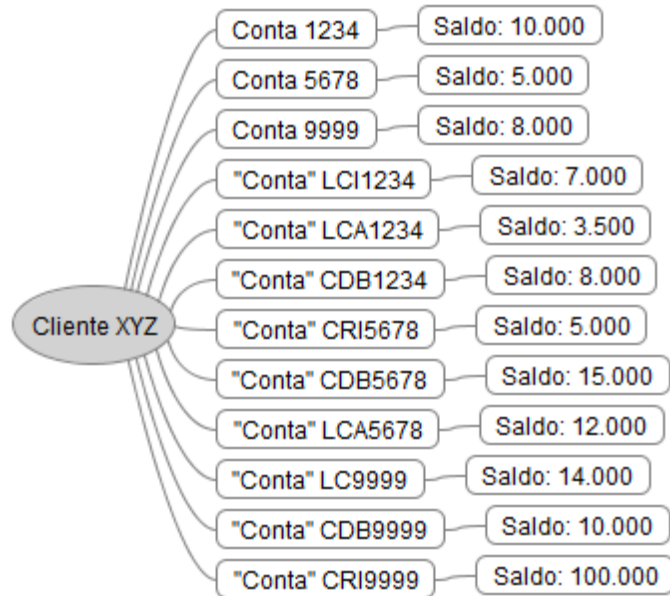 Conta 1234 Saldo: 10.000
Conta 5678 Saldo: 5.000
Conta 9999 Saldo: 8.000
"Conta" LCI1234 Saldo: 7.000
"Conta" LCA1234 Saldo: 3.500
"Conta" CDB1234 Saldo: 8.000
Cliente XYZ
"Conta" CRI5678 Saldo: 5.000
"Conta" CDB5678 Saldo: 15.000
"Conta" LCA5678 Saldo: 12.000
"Conta" LC9999 Saldo: 14.000
"Conta" CDB9999 Saldo: 10.000
"Conta" CRI9999 Saldo: 100.000